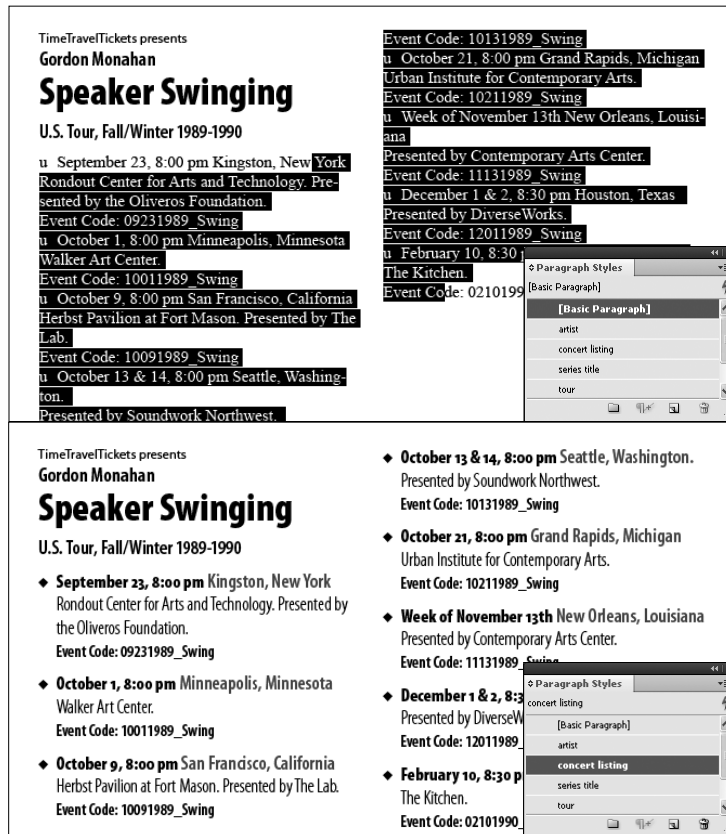 TimeTravelTickets presents
Gordon Monahan
Speaker Swinging
U.S. Tour, Fall/Winter 1989-1990
u September 23, 8:00 pm Kingston, New York
Rondout Center for Arts and Technology. Pre-
sented by the Oliveros Foundation.
Event Code: 09231989_Swing
u October 1, 8:00 pm Minneapolis, Minnesota
Walker Art Center.
Event Code: 10011989_Swing
u October 9, 8:00 pm San Francisco, California
Herbst Pavilion at Fort Mason. Presented by The
Lab.
Event Code: 10091989_Swing
u October 13 & 14, 8:00 pm Seattle, Washing-
ton.
Presented by Soundwork Northwest.
Event Code: 10131989_Swing
u October 21, 8:00 pm Grand Rapids, Michigan
Urban Institute for Contemporary Arts.
Event Code: 10211989_Swing
u Week of November 13th New Orleans, Louisi-
ana
Presented by Contemporary Arts Center.
Event Code: 11131989_Swing
u December 1 & 2, 8:30 pm Houston, Texas
Presented by DiverseWorks.
Event Code: 12011989_Swing
u February 10, 8:30 p
The Kitchen.
Event Code: 0210199
Paragraph Styles
[Basic Paragraph]
[Basic Paragraph]
artist
concert listing
series title
tour
TimeTravelTickets presents
Gordon Monahan
Speaker Swinging
U.S. Tour, Fall/Winter 1989-1990
◆ September 23, 8:00 pm Kingston, New York
Rondout Center for Arts and Technology. Presented by
the Oliveros Foundation.
Event Code: 09231989_Swing
◆ October 1, 8:00 pm Minneapolis, Minnesota
Walker Art Center.
Event Code: 10011989_Swing
◆ October 9, 8:00 pm San Francisco, California
Herbst Pavilion at Fort Mason. Presented by The Lab.
Event Code: 10091989_Swing
◆ October 13 & 14, 8:00 pm Seattle, Washington.
Presented by Soundwork Northwest.
Event Code: 10131989_Swing
◆ October 21, 8:00 pm Grand Rapids, Michigan
Urban Institute for Contemporary Arts.
Event Code: 10211989_Swing
◆ Week of November 13th New Orleans, Louisiana
Presented by Contemporary Arts Center.
Event Code: 11131989_Swing
◆ December 1 & 2, 8:3
Presented by DiverseW
Event Code: 12011989_
◆ February 10, 8:30 p
The Kitchen.
Event Code: 02101990_
Paragraph Styles
concert listing
[Basic Paragraph]
artist
concert listing
series title
tour